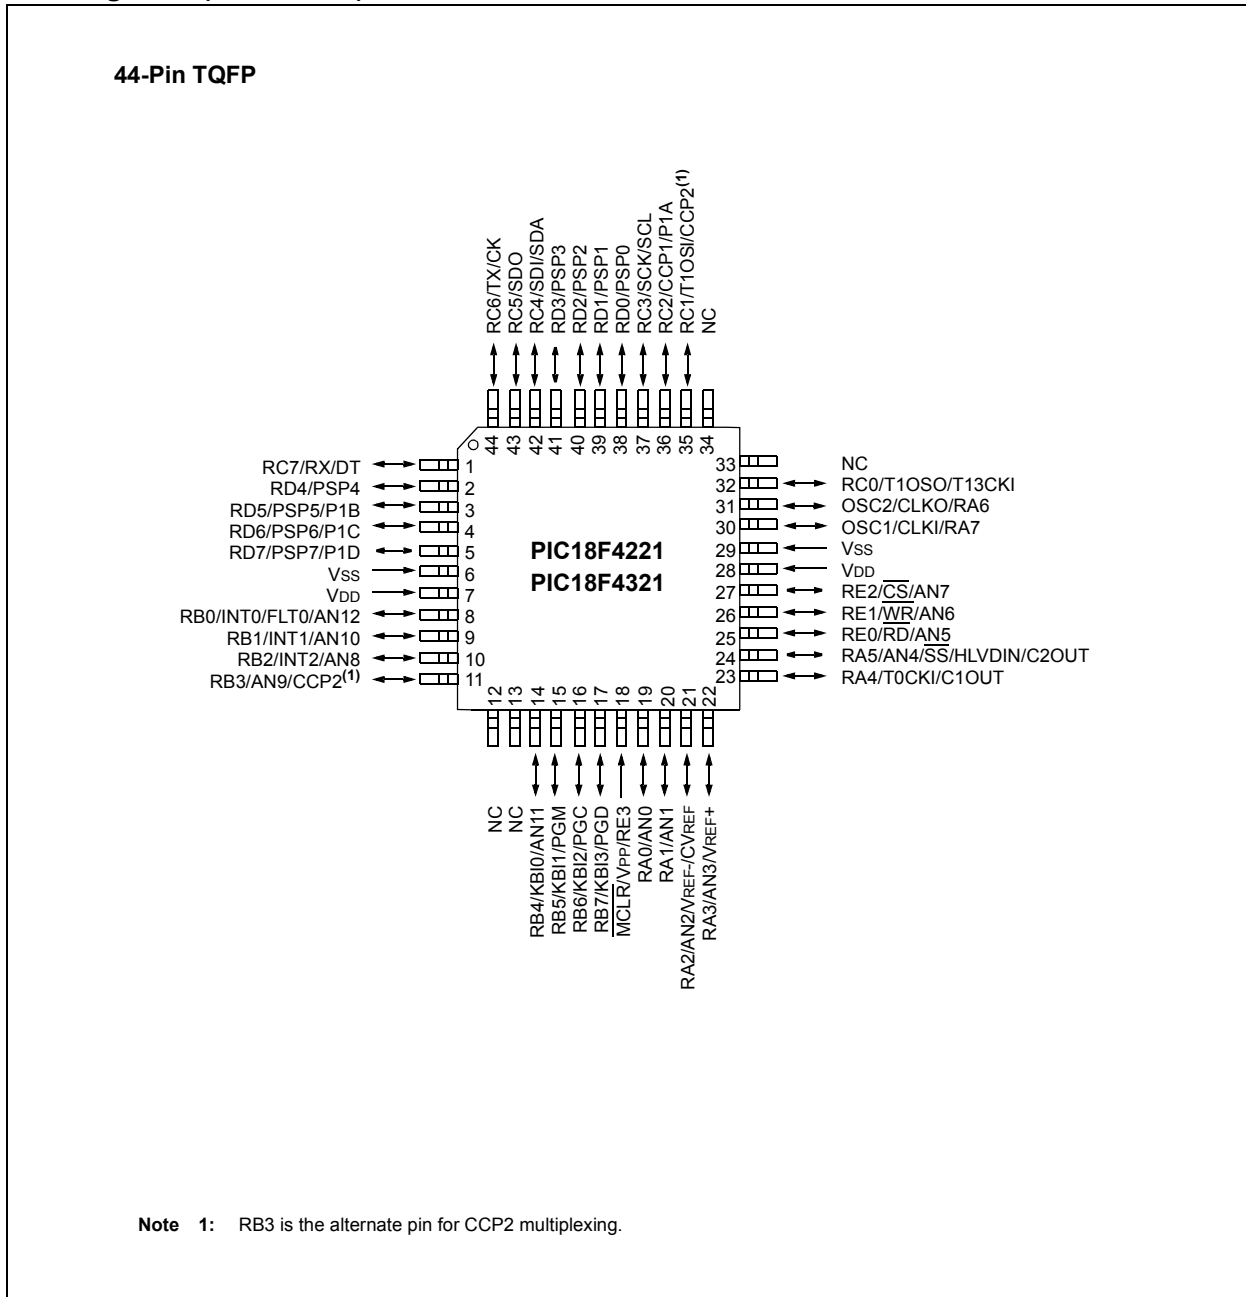 44-Pin TQFP
RC6/TX/CK
RC5/SDO
RC4/SDI/SDA
RD3/PSP3
RD2/PSP2
RD1/PSP1
RD0/PSP0
RC3/SCK/SCL
RC2/CCP1/P1A
RC1/T1OSI/CCP2(1)
NC
44
43
42
41
40
39
38
37
36
35
34
RC7/RX/DT 1
RD4/PSP4 2
RD5/PSP5/P1B 3
RD6/PSP6/P1C 4
RD7/PSP7/P1D 5
VSS 6
VDD 7
RB0/INT0/FLT0/AN12 8
RB1/INT1/AN10 9
RB2/INT2/AN8 10
RB3/AN9/CCP2(1) 11
PIC18F4221
PIC18F4321
33 NC
32 RC0/T1OSO/T13CKI
31 OSC2/CLKO/RA6
30 OSC1/CLKI/RA7
29 VSS
28 VDD
27 RE2/CS/AN7
26 RE1/WR/AN6
25 RE0/RD/AN5
24 RA5/AN4/SS/HLVDIN/C2OUT
23 RA4/T0CKI/C1OUT
12
13
14
15
16
17
18
19
20
21
22
NC
NC
RB4/KBI0/AN11
RB5/KBI1/PGM
RB6/KBI2/PGC
RB7/KBI3/PGD
MCLR/VPP/RE3
RA0/AN0
RA1/AN1
RA2/AN2/VREF-/CVREF
RA3/AN3/VREF+
Note 1: RB3 is the alternate pin for CCP2 multiplexing.